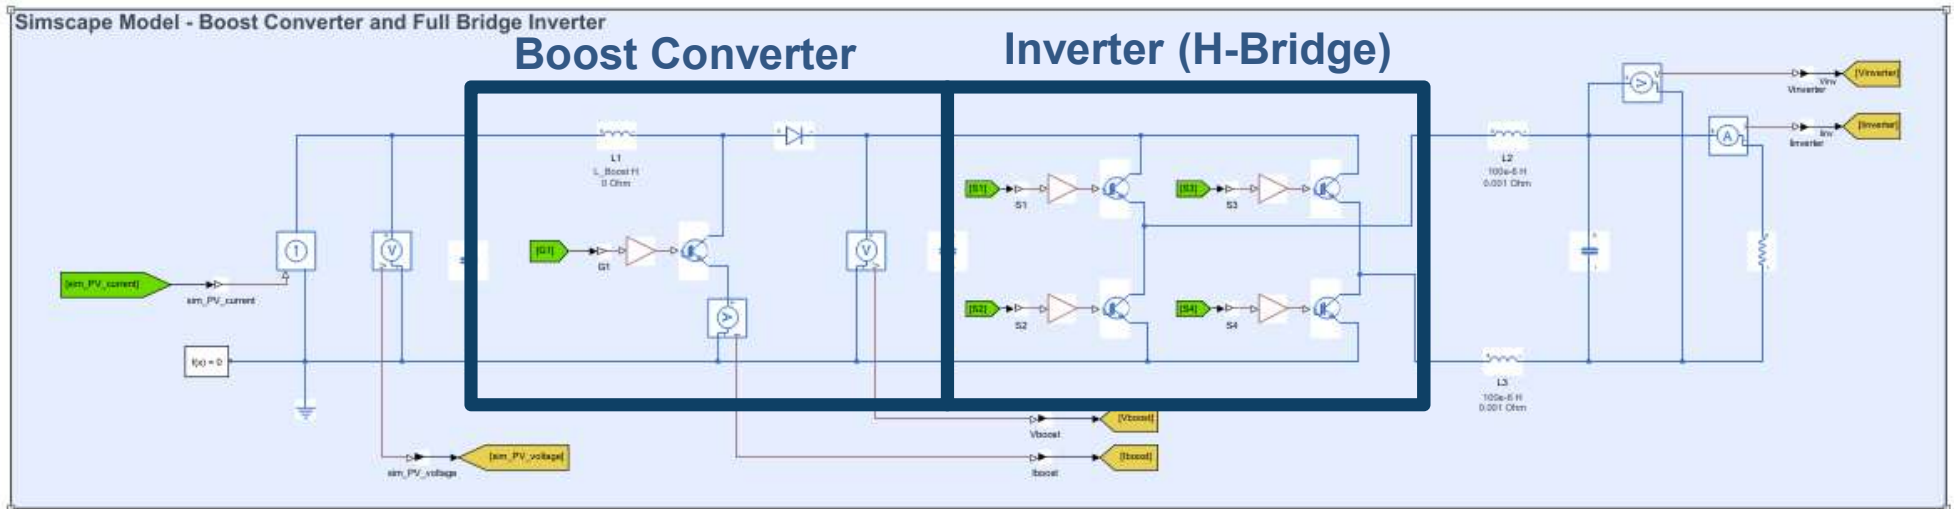 Simscape Model - Boost Converter and Full Bridge Inverter
Boost Converter
Inverter (H-Bridge)
[Vinverter]
Vinv
Vinverter
[Iinverter]
Iinv
Iinverter
L1
L_Boost H
0 Ohm
L2
100e-6 H
0.001 Ohm
[S1]
S1
[S3]
S3
[G1]
G1
[sim_PV_current]
sim_PV_current
[S2]
S2
[S4]
S4
f(x) = 0
L3
100e-6 H
0.001 Ohm
[Vboost]
Vboost
[sim_PV_voltage]
sim_PV_voltage
[Iboost]
Iboost